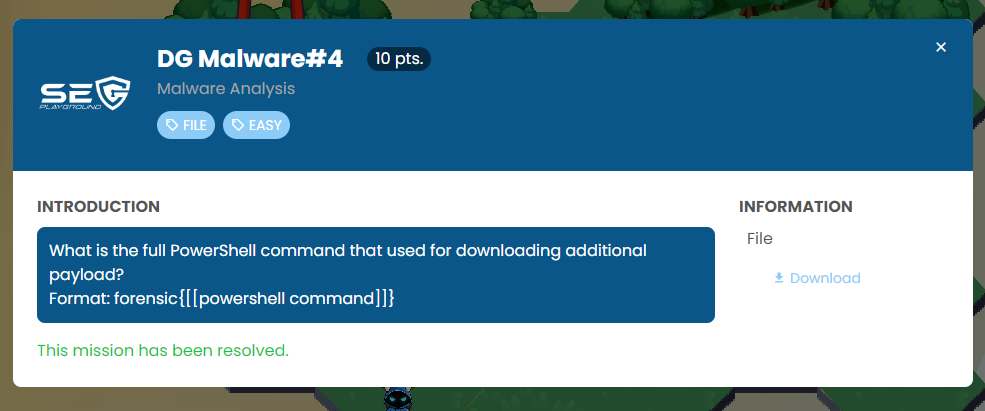 DG Malware#4 10 pts.
Malware Analysis
FILE EASY
SEC
PLAYGROUND
INTRODUCTION
What is the full PowerShell command that used for downloading additional
payload?
Format: forensic{[[powershell command]]}
This mission has been resolved.
INFORMATION
File
Download